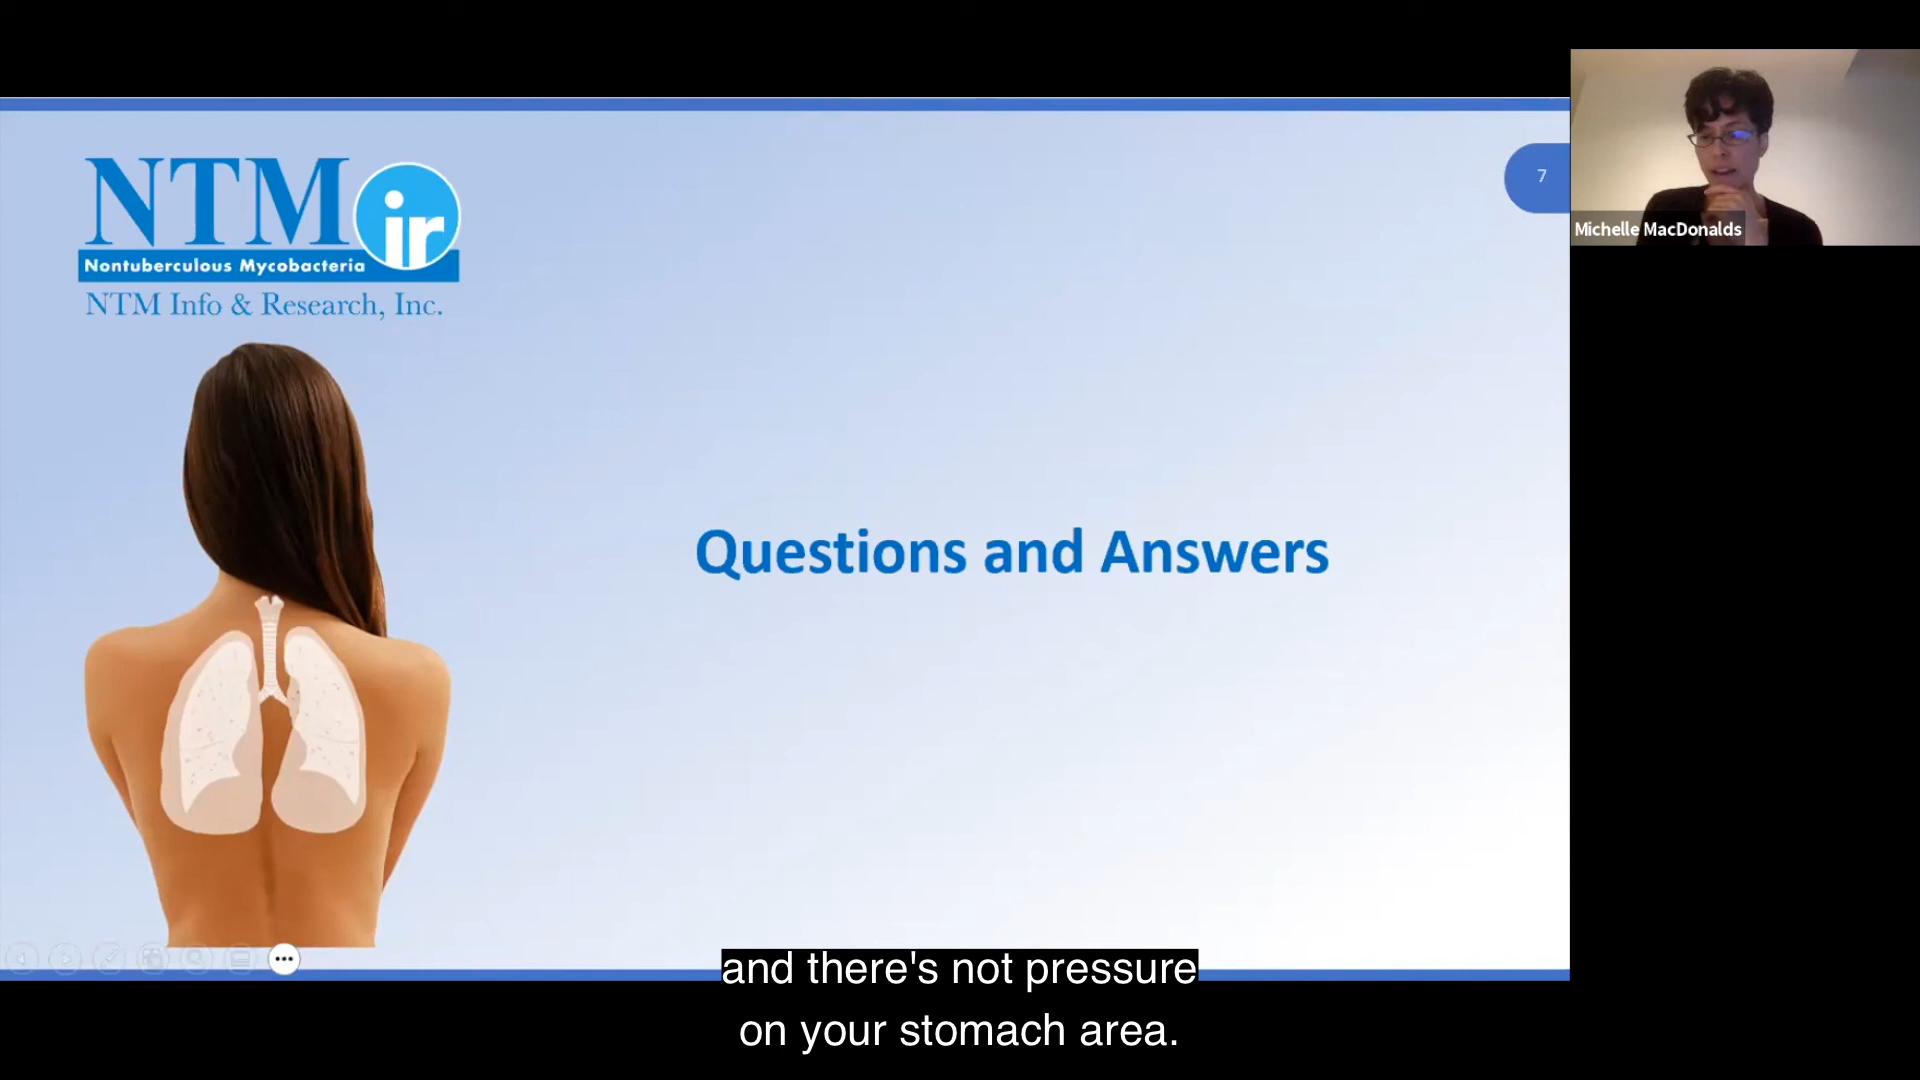 NTM ir
Nontuberculous Mycobacteria
NTM Info & Research, Inc.
7
Michelle MacDonalds
Questions and Answers
and there's not pressure
on your stomach area.